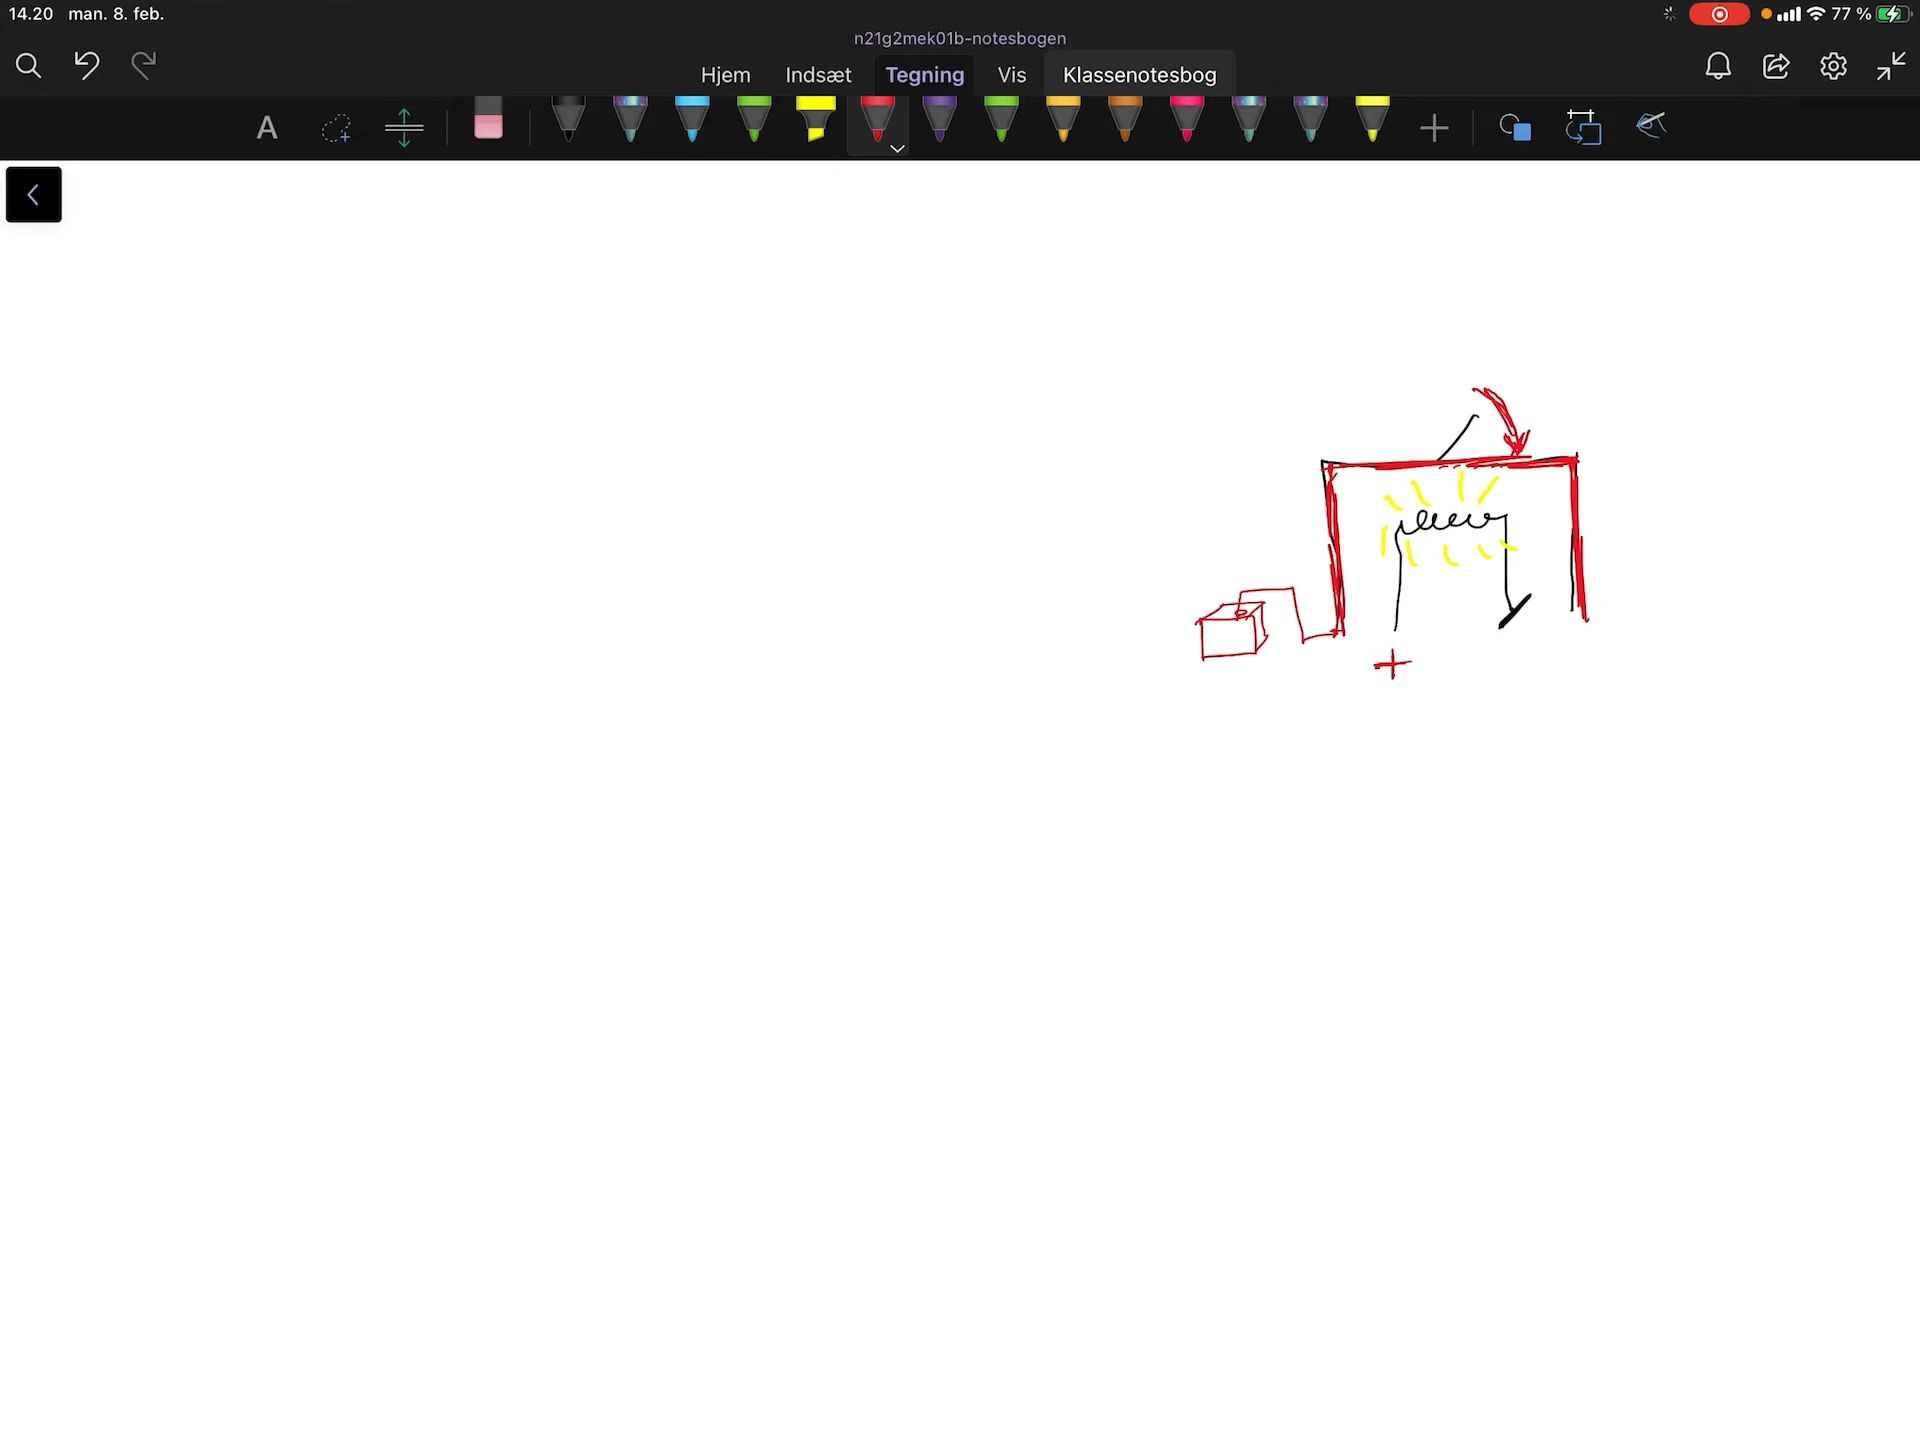 14.20 man. 8. feb.
77 %
n21g2mek01b-notesbogen
Hjem Indsæt Tegning Vis Klassenotesbog
A
+